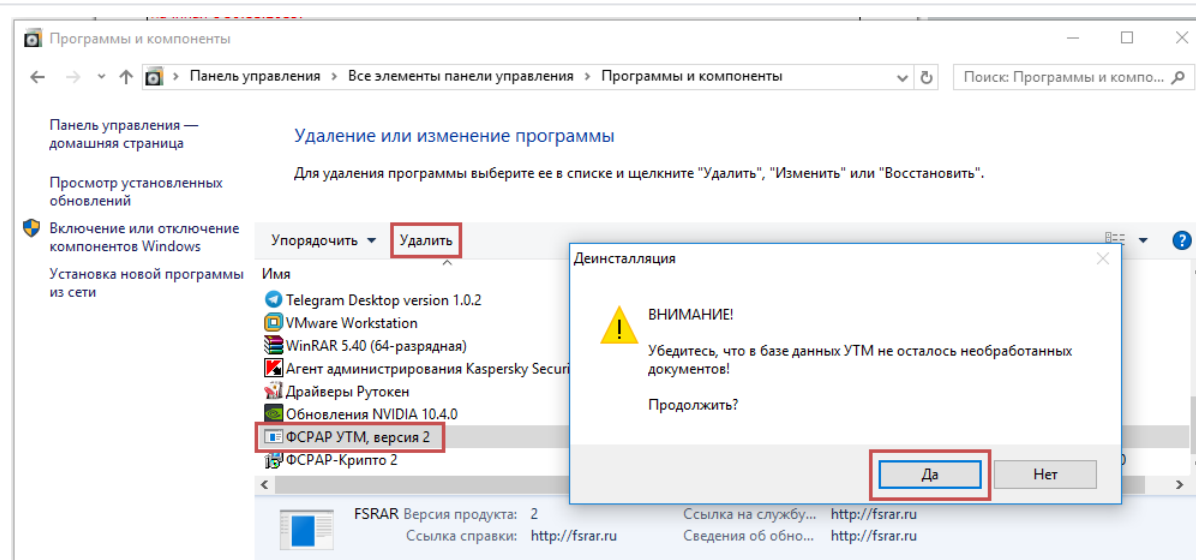 Программы и компоненты
Панель управления > Все элементы панели управления > Программы и компоненты
Поиск: Программы и компо...
Панель управления —
домашняя страница
Просмотр установленных
обновлений
Включение или отключение
компонентов Windows
Установка новой программы
из сети
Удаление или изменение программы
Для удаления программы выберите ее в списке и щелкните "Удалить", "Изменить" или "Восстановить".
Упорядочить
Удалить
Имя
Telegram Desktop version 1.0.2
VMware Workstation
WinRAR 5.40 (64-разрядная)
Агент администрирования Kaspersky Securi
Драйверы Рутокен
Обновления NVIDIA 10.4.0
ФСРАР УТМ, версия 2
ФСРАР-Крипто 2
Деинсталляция
ВНИМАНИЕ!
Убедитесь, что в базе данных УТМ не осталось необработанных
документов!
Продолжить?
Да
Нет
FSRAR Версия продукта: 2
Ссылка на службу... http://fsrar.ru
Ссылка справки: http://fsrar.ru
Сведения об обно... http://fsrar.ru